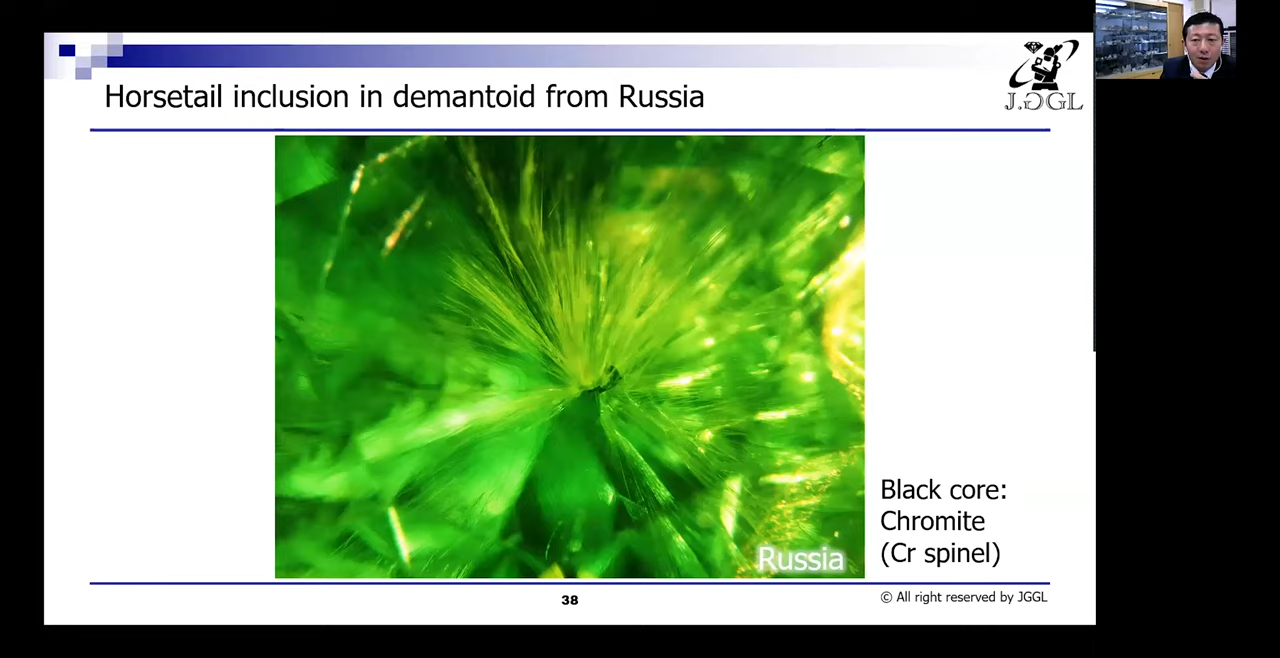 Horsetail inclusion in demantoid from Russia
J.GGL
Russia
Black core:
Chromite
(Cr spinel)
38
© All right reserved by JGGL